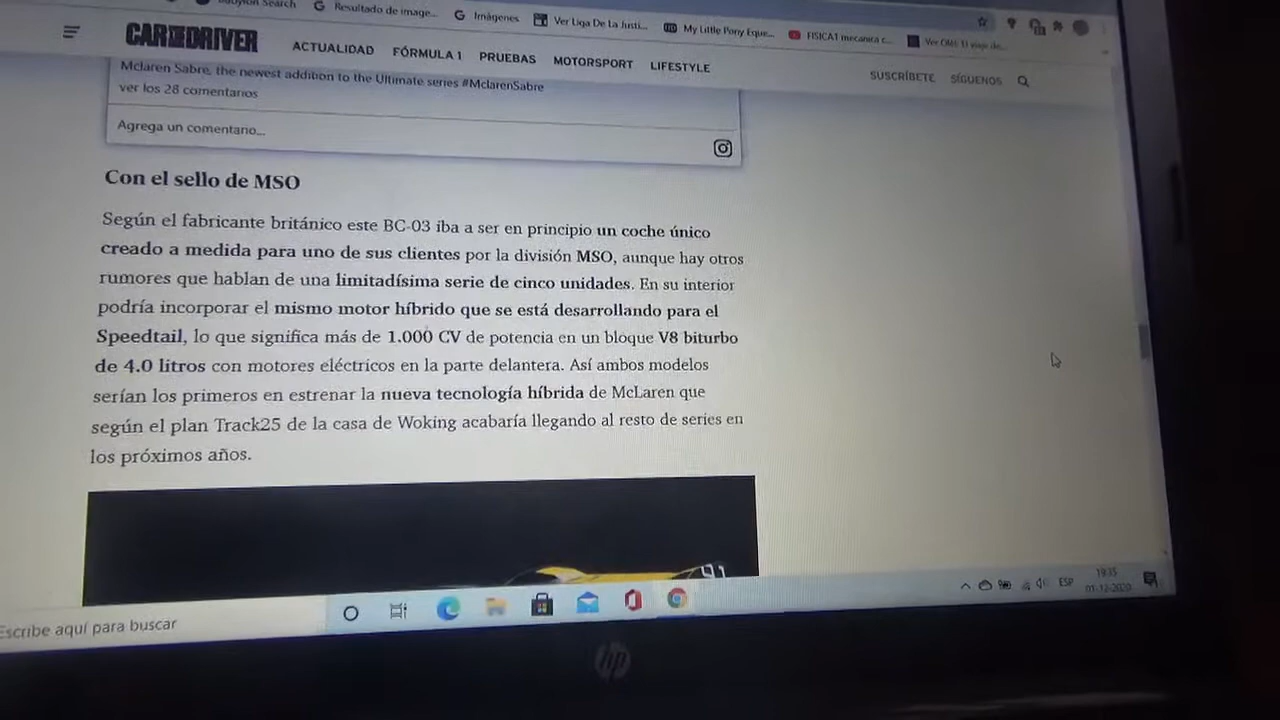 Search
Resultado de image...
Imágenes
Ver Liga De La Justi...
My Little Pony Eque...
FISICA1 mecanica c...
CAR AND DRIVER
ACTUALIDAD
FÓRMULA 1
PRUEBAS
MOTORSPORT
LIFESTYLE
SUSCRÍBETE
SÍGUENOS
Mclaren Sabre, the newest addition to the Ultimate series #MclarenSabre
ver los 28 comentarios
Agrega un comentario...
Con el sello de MSO
Según el fabricante británico este BC-03 iba a ser en principio un coche único
creado a medida para uno de sus clientes por la división MSO, aunque hay otros
rumores que hablan de una limitadísima serie de cinco unidades. En su interior
podría incorporar el mismo motor híbrido que se está desarrollando para el
Speedtail, lo que significa más de 1.000 CV de potencia en un bloque V8 biturbo
de 4.0 litros con motores eléctricos en la parte delantera. Así ambos modelos
serían los primeros en estrenar la nueva tecnología híbrida de McLaren que
según el plan Track25 de la casa de Woking acabaría llegando al resto de series en
los próximos años.
Escribe aquí para buscar
ESP
19:35
01-12-2020
hp